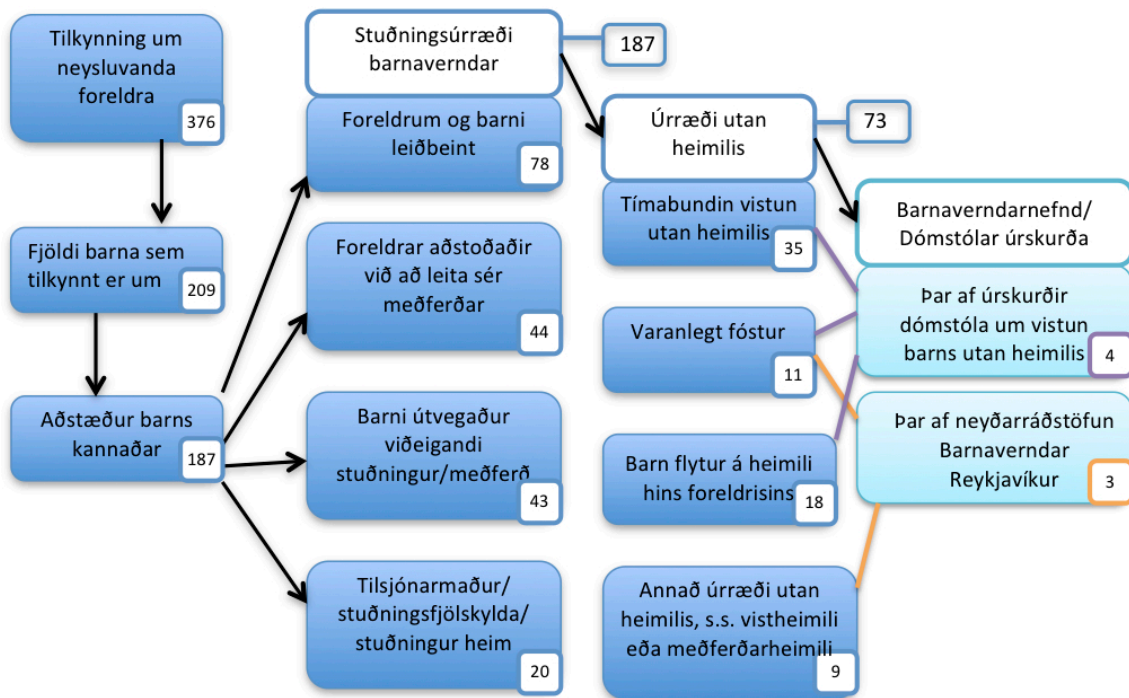 Tilkynning um
neysluvanda
foreldra
376
Fjöldi barna sem
tilkynnt er um
209
Aðstæður barns
kannaðar
187
Stuðningsúrræði
barnaverndar
187
Foreldrum og barni
leiðbeint
78
Foreldrar aðstoðaðir
við að leita sér
meðferðar
44
Barni útvegaður
viðeigandi
stuðningur/meðferð
43
Tilsjónarmaður/
stuðningsfjölskylda/
stuðningur heim
20
Úrræði utan
heimilis
73
Tímabundin vistun
utan heimilis
35
Varanlegt fóstur
11
Barn flytur á heimili
hins foreldrisins
18
Annað úrræði utan
heimilis, s.s. vistheimili
eða meðferðarheimili
9
Barnaverndarnefnd/
Dómstólar úrskurða
Þar af úrskurðir
dómstóla um vistun
barns utan heimilis
4
Þar af neyðarráðstöfun
Barnaverndar
Reykjavíkur
3